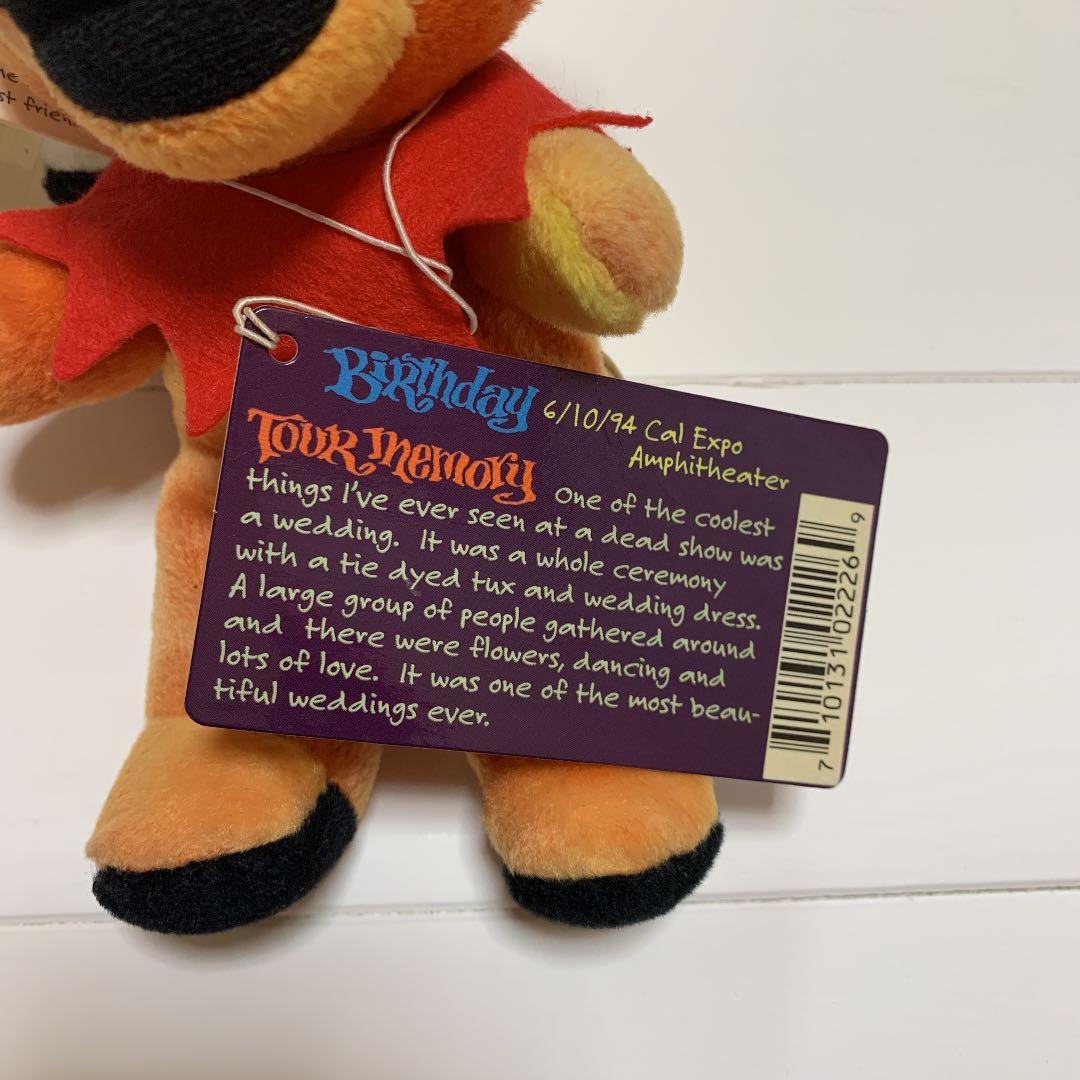 st frien
Birthday 6/10/94 Cal Expo
Amphitheater
Tour Memory One of the coolest
things I've ever seen at a dead show was
a wedding. It was a whole ceremony
with a tie dyed tux and wedding dress.
A large group of people gathered around
and there were flowers, dancing and
lots of love. It was one of the most beau-
tiful weddings ever.
7 10131 02226 9